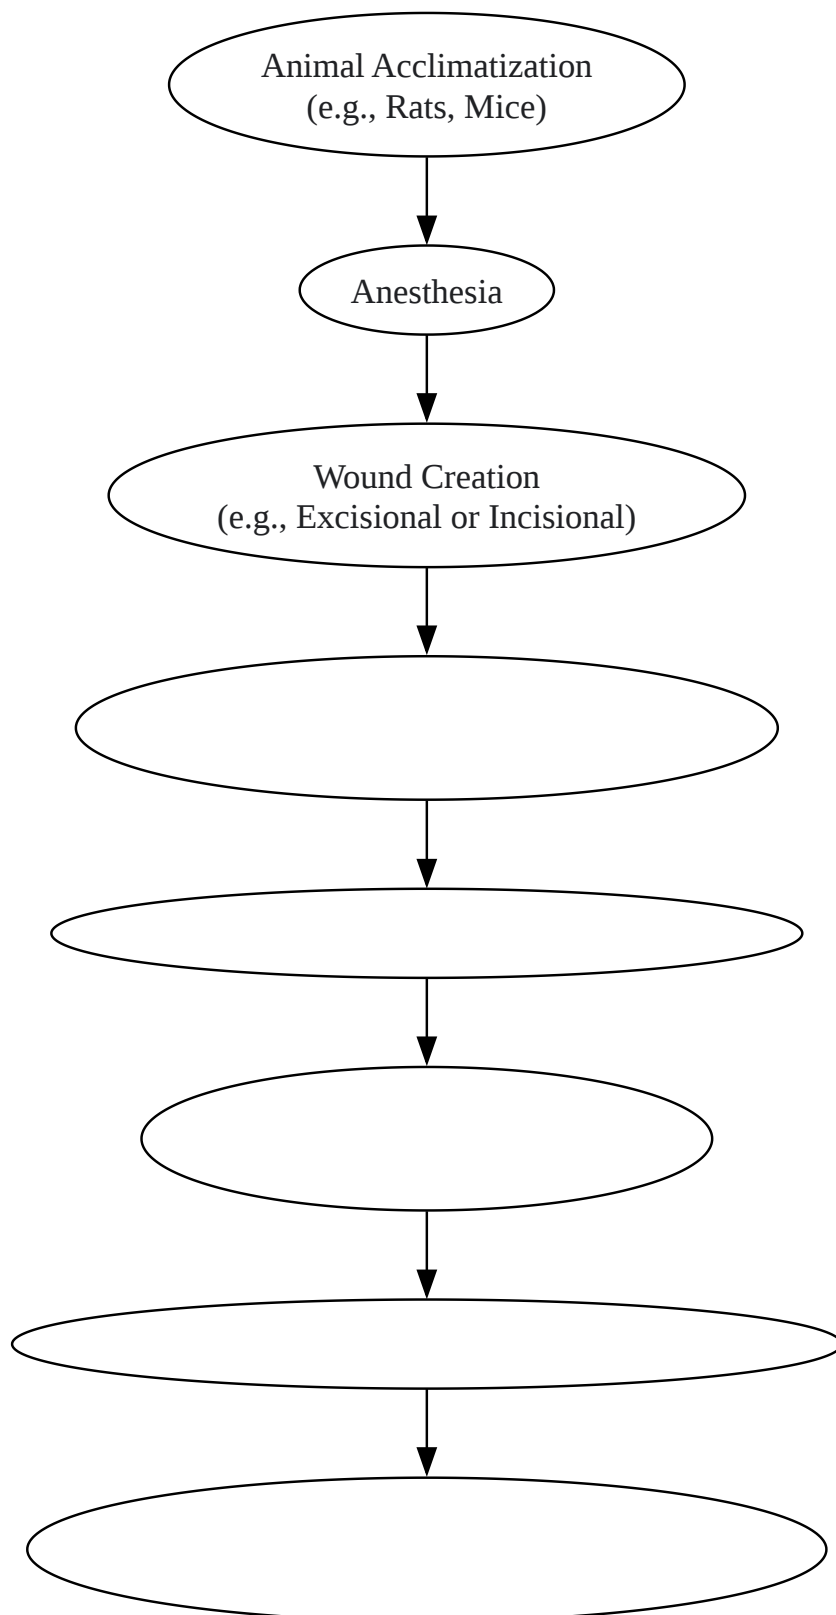 Animal Acclimatization
(e.g., Rats, Mice)
Anesthesia
Wound Creation
(e.g., Excisional or Incisional)